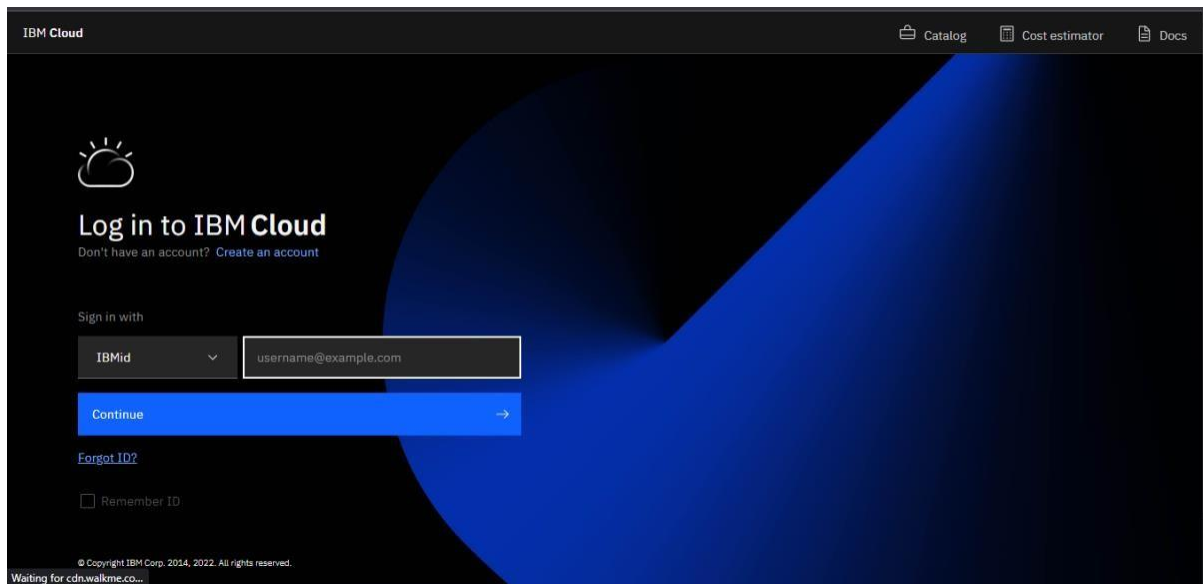 IBM Cloud
Catalog
Cost estimator
Docs
Log in to IBM Cloud
Don't have an account? Create an account
Sign in with
IBMid
username@example.com
Continue
Forgot ID?
Remember ID
© Copyright IBM Corp. 2014, 2022. All rights reserved.
Waiting for cdn.walkme.co...